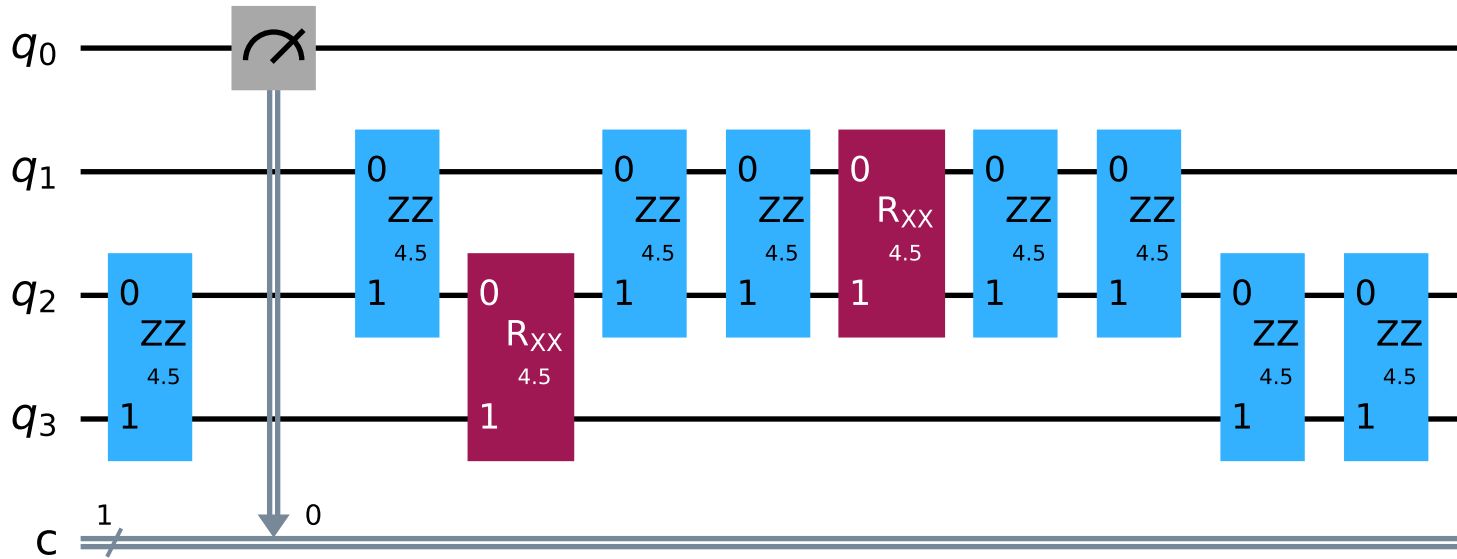 q0
0 0 0 0 0 0
q1
ZZ ZZ ZZ RXX ZZ ZZ
4.5 4.5 4.5 4.5 4.5 4.5
q2 0 1 0 1 1 1 1 1 0 0
ZZ RXX ZZ ZZ
4.5 4.5 4.5 4.5
q3 1 1 1 1
1 0
c